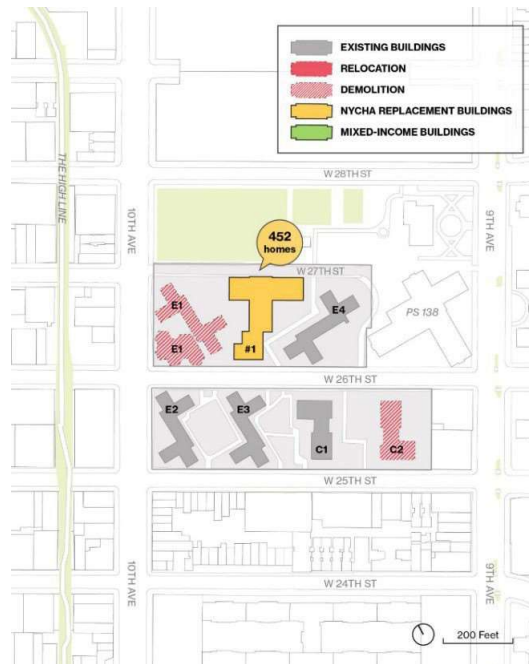 EXISTING BUILDINGS
RELOCATION
DEMOLITION
NYCHA REPLACEMENT BUILDINGS
MIXED-INCOME BUILDINGS
THE HIGH LINE
W 28TH ST
10TH AVE
9TH AVE
452
homes
W 27TH ST
E1
E4
PS 138
E1
#1
W 26TH ST
E2
E3
C1
C2
W 25TH ST
W 24TH ST
10TH AVE
9TH AVE
200 Feet